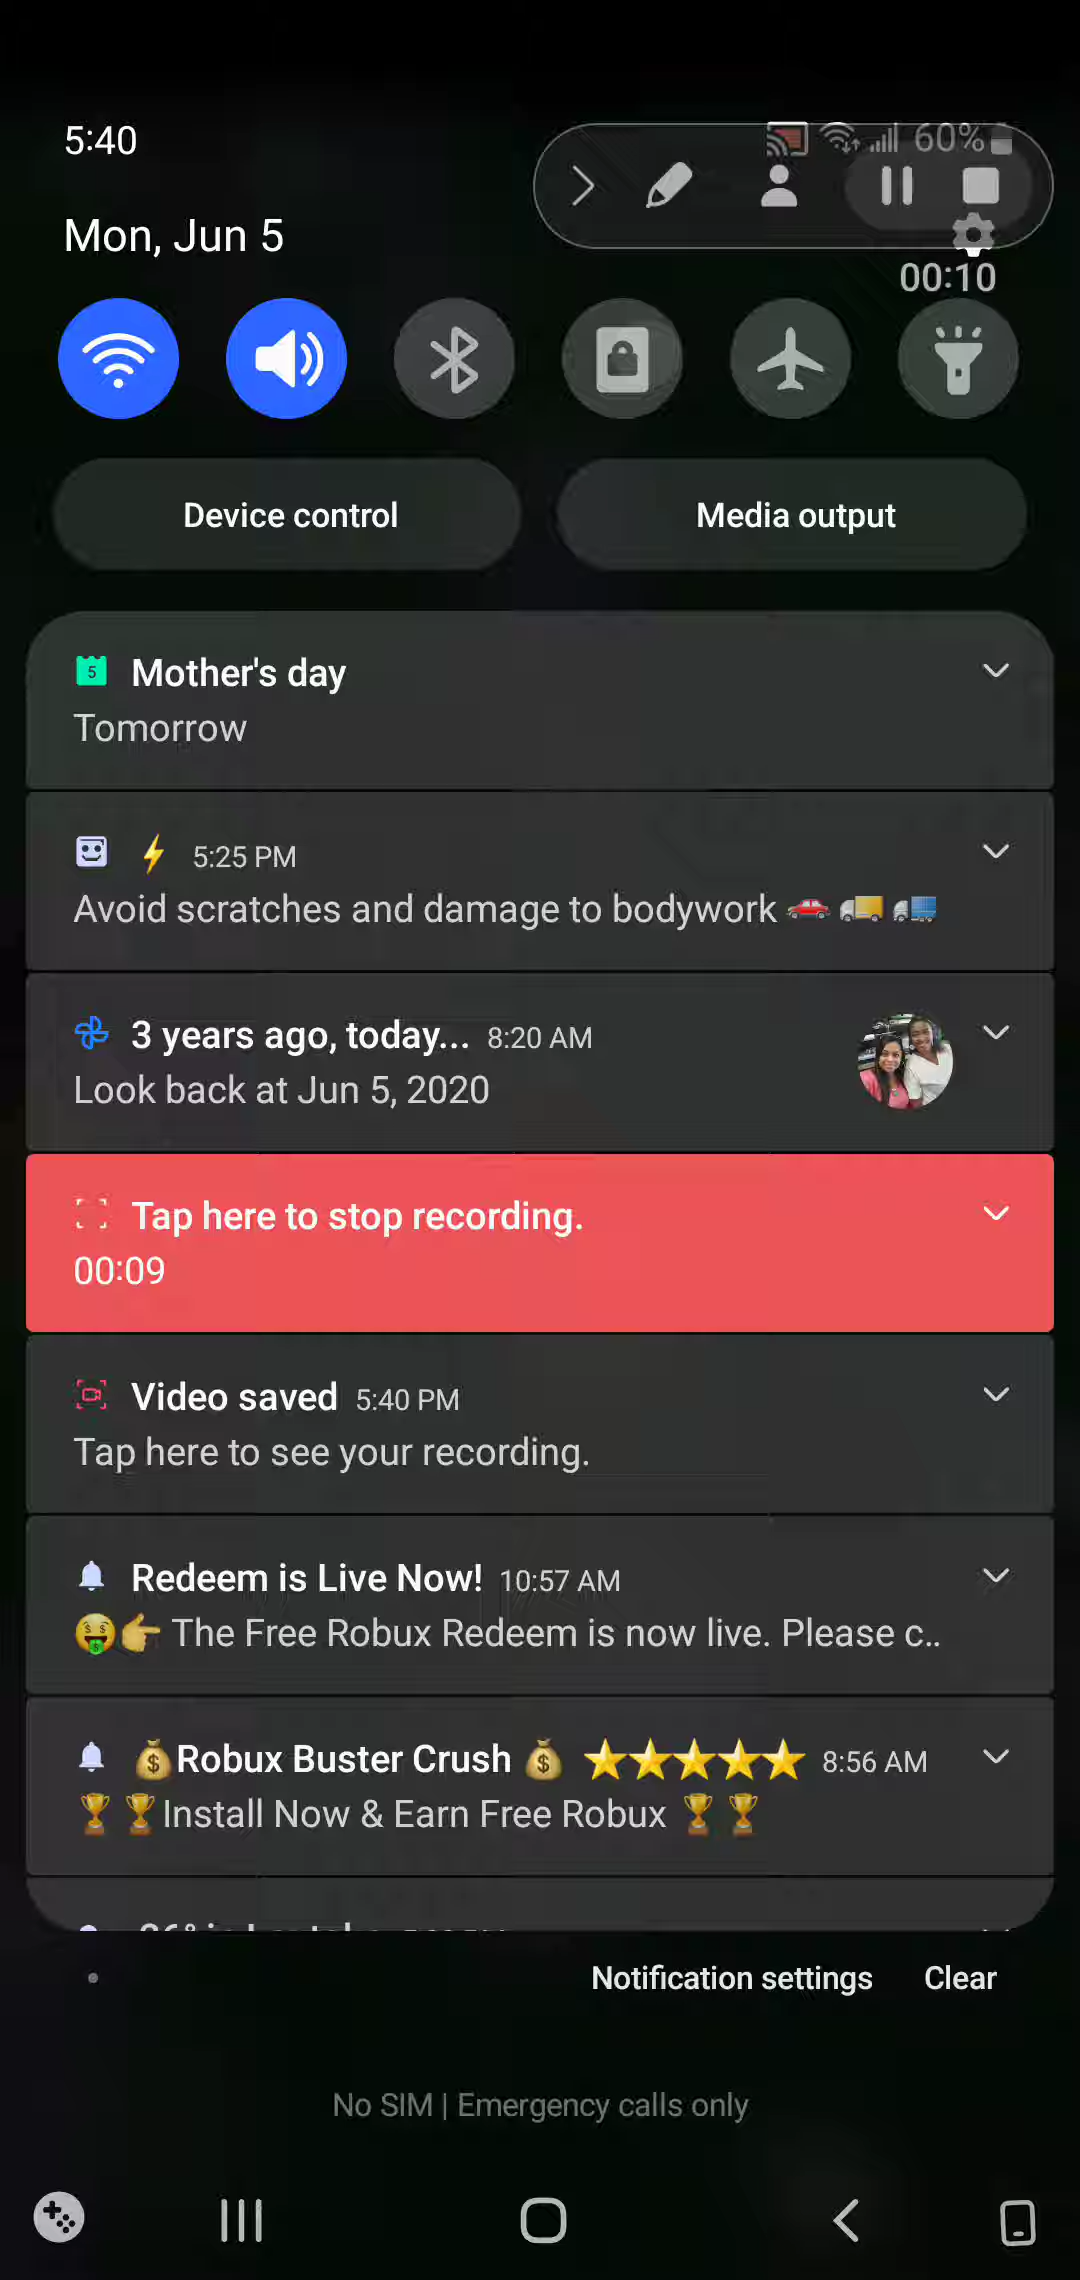 5:40
60%
Mon, Jun 5
00:10
Device control
Media output
5
Mother's day
Tomorrow
⚡ 5:25 PM
Avoid scratches and damage to bodywork 🚗 🚚 🚛
3 years ago, today... 8:20 AM
Look back at Jun 5, 2020
Tap here to stop recording.
00:09
Video saved 5:40 PM
Tap here to see your recording.
Redeem is Live Now! 10:57 AM
🤑👉 The Free Robux Redeem is now live. Please c..
💰Robux Buster Crush 💰 ⭐⭐⭐⭐⭐ 8:56 AM
🏆 🏆Install Now & Earn Free Robux 🏆 🏆
Notification settings
Clear
No SIM | Emergency calls only